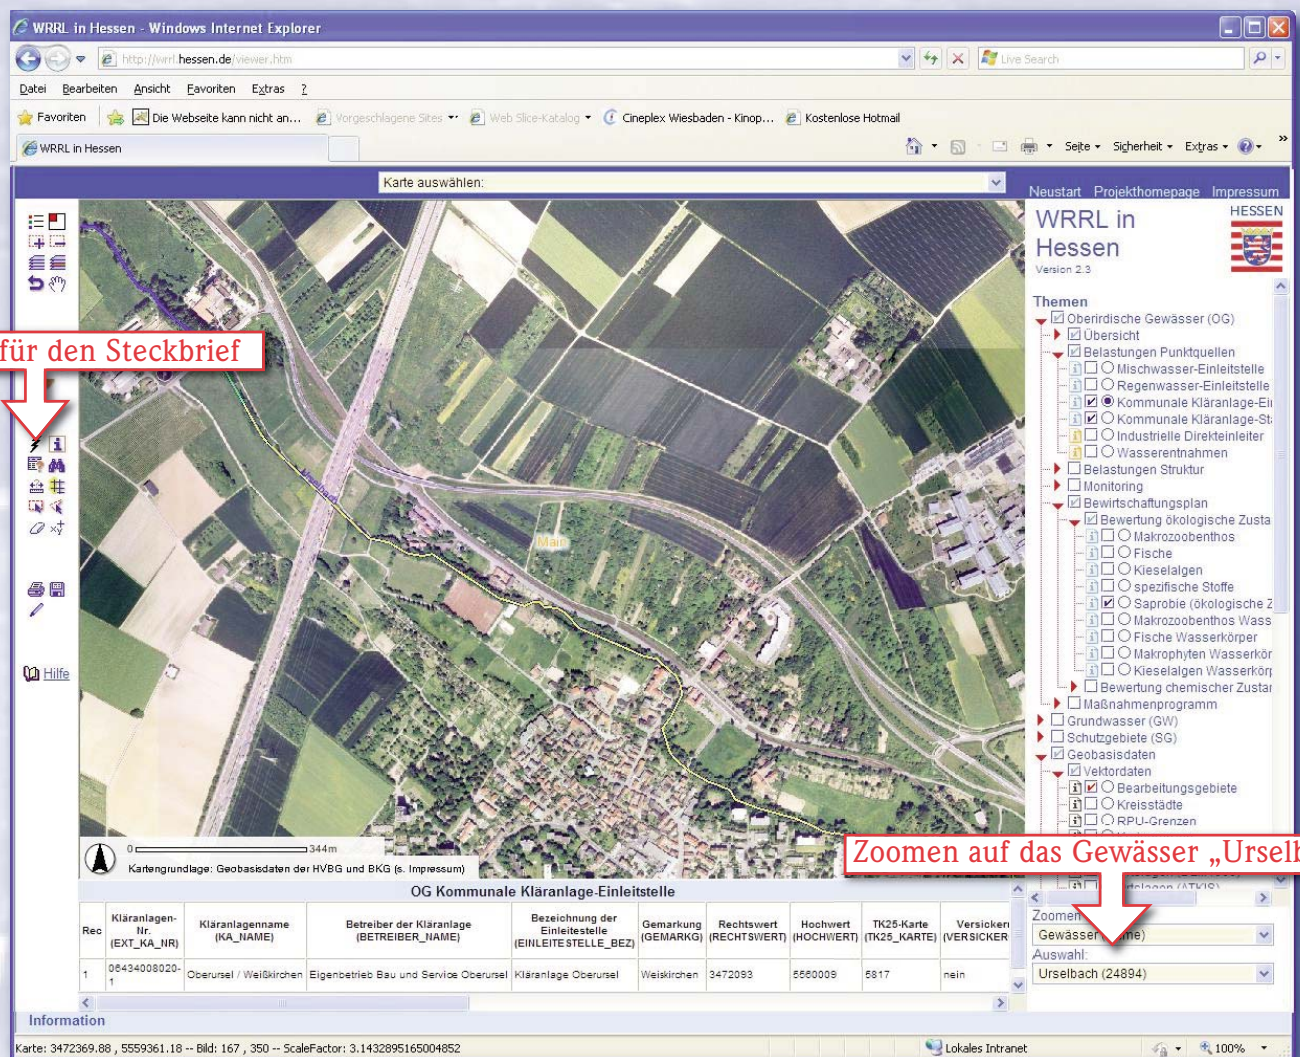 WRRL in Hessen - Windows Internet Explorer
http://wrrl.hessen.de/viewer.htm
Live Search
Datei Bearbeiten Ansicht Favoriten Extras ?
Favoriten Die Webseite kann nicht an... Vorgeschlagene Sites Web Slice-Katalog Cineplex Wiesbaden - Kinop... Kostenlose Hotmail
WRRL in Hessen
Seite Sicherheit Extras »
Karte auswählen:
Neustart Projekthomepage Impressum
WRRL in
Hessen
Version 2.3
HESSEN
Themen
Oberirdische Gewässer (OG)
Übersicht
Belastungen Punktquellen
Mischwasser-Einleitstelle
Regenwasser-Einleitstelle
Kommunale Kläranlage-Ei
Kommunale Kläranlage-St
Industrielle Direkteinleiter
Wasserentnahmen
Belastungen Struktur
Monitoring
Bewirtschaftungsplan
Bewertung ökologische Zusta
Makrozoobenthos
Fische
Kieselalgen
spezifische Stoffe
Saprobie (ökologische Z
Makrozoobenthos Wass
Fische Wasserkörper
Makrophyten Wasserkör
Kieselalgen Wasserkörp
Bewertung chemischer Zustan
Maßnahmenprogramm
Grundwasser (GW)
Schutzgebiete (SG)
Geobasisdaten
Vektordaten
Bearbeitungsgebiete
Kreisstädte
RPU-Grenzen
für den Steckbrief
Hilfe
Main
0 344m
Kartengrundlage: Geobasisdaten der HVBG und BKG (s. Impressum)
Zoomen auf das Gewässer „Urselb
Zoomen
Gewässer
Auswahl:
Urselbach (24894)
OG Kommunale Kläranlage-Einleitstelle
Rec Kläranlagen-Nr. (EXT_KA_NR) Kläranlagenname (KA_NAME) Betreiber der Kläranlage (BETREIBER_NAME) Bezeichnung der Einleitestelle (EINLEITESTELLE_BEZ) Gemarkung (GEMARKG) Rechtswert (RECHTSWERT) Hochwert (HOCHWERT) TK25-Karte (TK25_KARTE) Versickern (VERSICKER
1 06434008020-1 Oberursel / Weißkirchen Eigenbetrieb Bau und Service Oberursel Kläranlage Oberursel Weiskirchen 3472093 5560009 5817 nein
Information
Karte: 3472369.88 , 5559361.18 -- Bild: 167 , 350 -- ScaleFactor: 3.1432895165004852
Lokales Intranet
100%